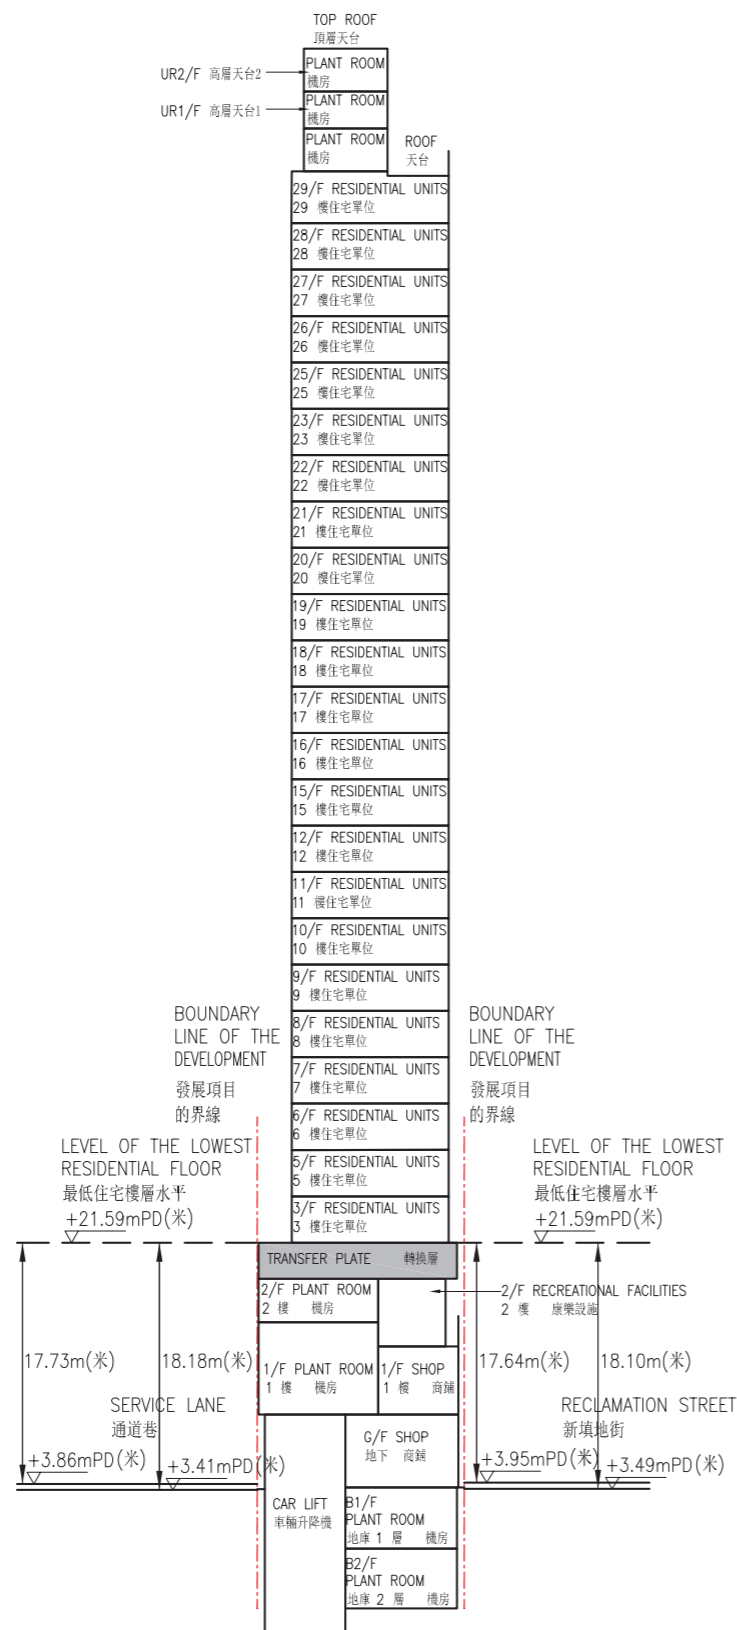 TOP ROOF
頂層天台
PLANT ROOM
機房
UR2/F 高層天台2
PLANT ROOM
機房
UR1/F 高層天台1
PLANT ROOM
機房
ROOF
天台
29/F RESIDENTIAL UNITS
29 樓住宅單位
28/F RESIDENTIAL UNITS
28 樓住宅單位
27/F RESIDENTIAL UNITS
27 樓住宅單位
26/F RESIDENTIAL UNITS
26 樓住宅單位
25/F RESIDENTIAL UNITS
25 樓住宅單位
23/F RESIDENTIAL UNITS
23 樓住宅單位
22/F RESIDENTIAL UNITS
22 樓住宅單位
21/F RESIDENTIAL UNITS
21 樓住宅單位
20/F RESIDENTIAL UNITS
20 樓住宅單位
19/F RESIDENTIAL UNITS
19 樓住宅單位
18/F RESIDENTIAL UNITS
18 樓住宅單位
17/F RESIDENTIAL UNITS
17 樓住宅單位
16/F RESIDENTIAL UNITS
16 樓住宅單位
15/F RESIDENTIAL UNITS
15 樓住宅單位
12/F RESIDENTIAL UNITS
12 樓住宅單位
11/F RESIDENTIAL UNITS
11 樓住宅單位
10/F RESIDENTIAL UNITS
10 樓住宅單位
9/F RESIDENTIAL UNITS
9 樓住宅單位
8/F RESIDENTIAL UNITS
8 樓住宅單位
7/F RESIDENTIAL UNITS
7 樓住宅單位
6/F RESIDENTIAL UNITS
6 樓住宅單位
5/F RESIDENTIAL UNITS
5 樓住宅單位
3/F RESIDENTIAL UNITS
3 樓住宅單位
BOUNDARY
LINE OF THE
DEVELOPMENT
發展項目
的界線
BOUNDARY
LINE OF THE
DEVELOPMENT
發展項目
的界線
LEVEL OF THE LOWEST
RESIDENTIAL FLOOR
最低住宅樓層水平
+21.59mPD(米)
LEVEL OF THE LOWEST
RESIDENTIAL FLOOR
最低住宅樓層水平
+21.59mPD(米)
TRANSFER PLATE 轉換層
2/F PLANT ROOM
2 樓 機房
2/F RECREATIONAL FACILITIES
2 樓 康樂設施
17.73m(米)
18.18m(米)
1/F PLANT ROOM
1 樓 機房
1/F SHOP
1 樓 商鋪
17.64m(米)
18.10m(米)
SERVICE LANE
通道巷
RECLAMATION STREET
新填地街
G/F SHOP
地下 商鋪
+3.86mPD(米)
+3.41mPD(米)
+3.95mPD(米)
+3.49mPD(米)
CAR LIFT
車輛升降機
B1/F
PLANT ROOM
地庫 1 層 機房
B2/F
PLANT ROOM
地庫 2 層 機房